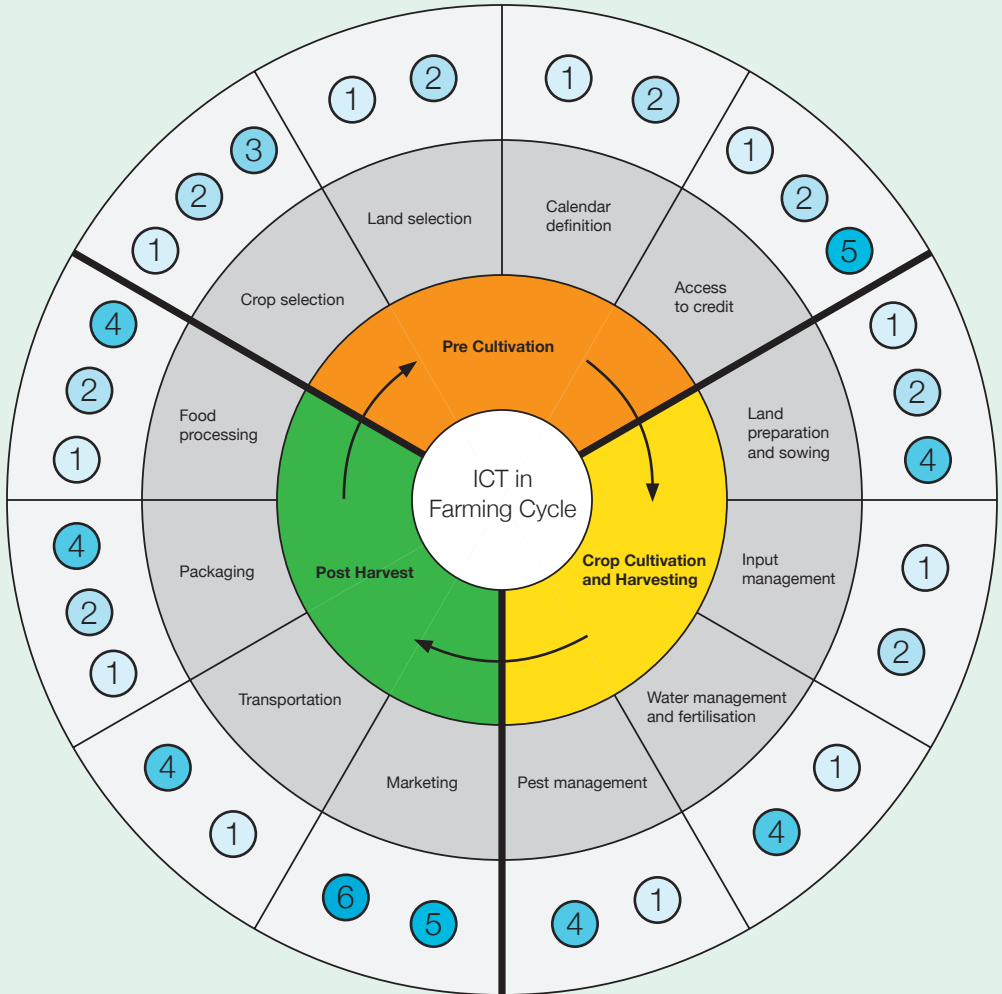 ICT in
Farming Cycle
Pre Cultivation
Crop selection
1
2
3
Land selection
1
2
Calendar
definition
1
2
Access
to credit
1
2
5
Crop Cultivation
and Harvesting
Land
preparation
and sowing
1
2
4
Input
management
1
2
Water management
and fertilisation
1
4
Pest management
1
4
Post Harvest
Marketing
5
6
Transportation
1
4
Packaging
1
2
4
Food
processing
1
2
4